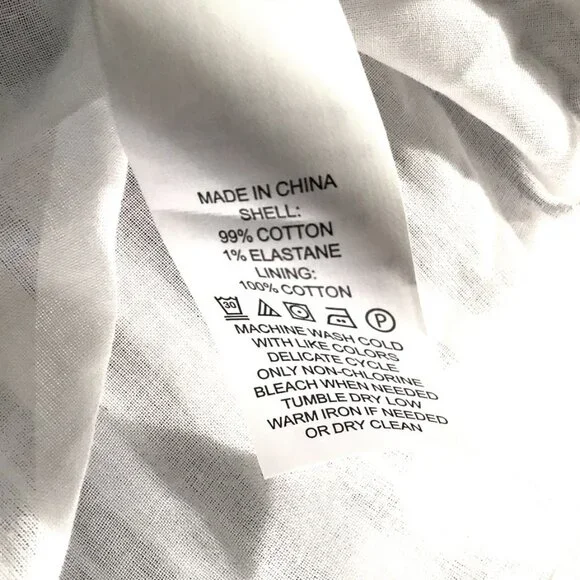 MADE IN CHINA
SHELL:
99% COTTON
1% ELASTANE
LINING:
100% COTTON
30 P
MACHINE WASH COLD
WITH LIKE COLORS
DELICATE CYCLE
ONLY NON-CHLORINE
BLEACH WHEN NEEDED
TUMBLE DRY LOW
WARM IRON IF NEEDED
OR DRY CLEAN